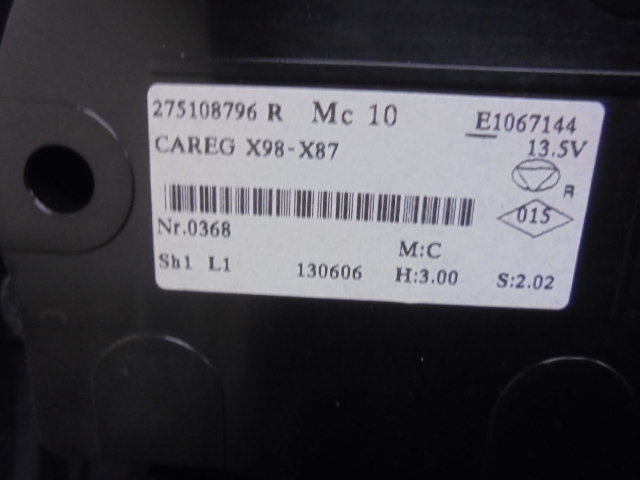 275108796 R Mc 10 E1067144
CAREG X98-X87 13.5V
R
015
Nr.0368
M:C
Sh1 L1 130606 H:3.00 S:2.02